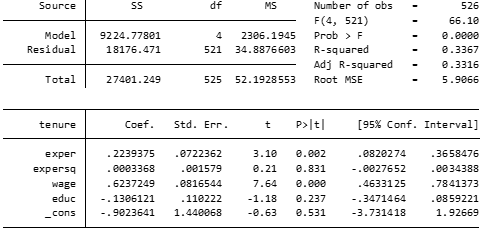 Source SS df MS Number of obs = 526
F(4, 521) = 66.10
Model 9224.77801 4 2306.1945 Prob > F = 0.0000
Residual 18176.471 521 34.8876603 R-squared = 0.3367
Adj R-squared = 0.3316
Total 27401.249 525 52.1928553 Root MSE = 5.9066
tenure Coef. Std. Err. t P>|t| [95% Conf. Interval]
exper .2239375 .0722362 3.10 0.002 .0820274 .3658476
expersq .0003368 .001579 0.21 0.831 -.0027652 .0034388
wage .6237249 .0816544 7.64 0.000 .4633125 .7841373
educ -.1306121 .110222 -1.18 0.237 -.3471464 .0859221
_cons -.9023641 1.440068 -0.63 0.531 -3.731418 1.92669